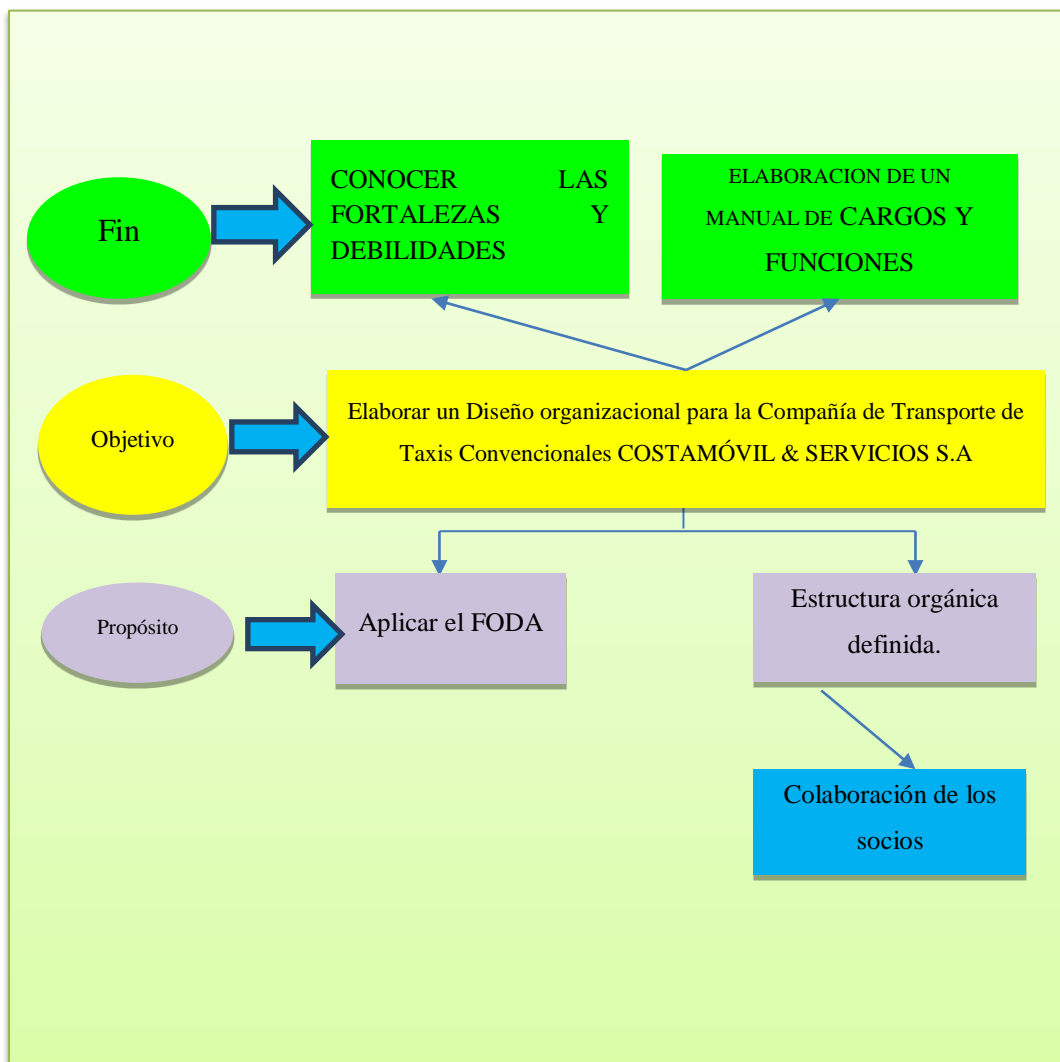 Fin
CONOCER LAS
FORTALEZAS Y
DEBILIDADES
ELABORACION DE UN
MANUAL DE CARGOS Y
FUNCIONES
Objetivo
Elaborar un Diseño organizacional para la Compañía de Transporte de
Taxis Convencionales COSTAMÓVIL & SERVICIOS S.A
Propósito
Aplicar el FODA
Estructura orgánica
definida.
Colaboración de los
socios